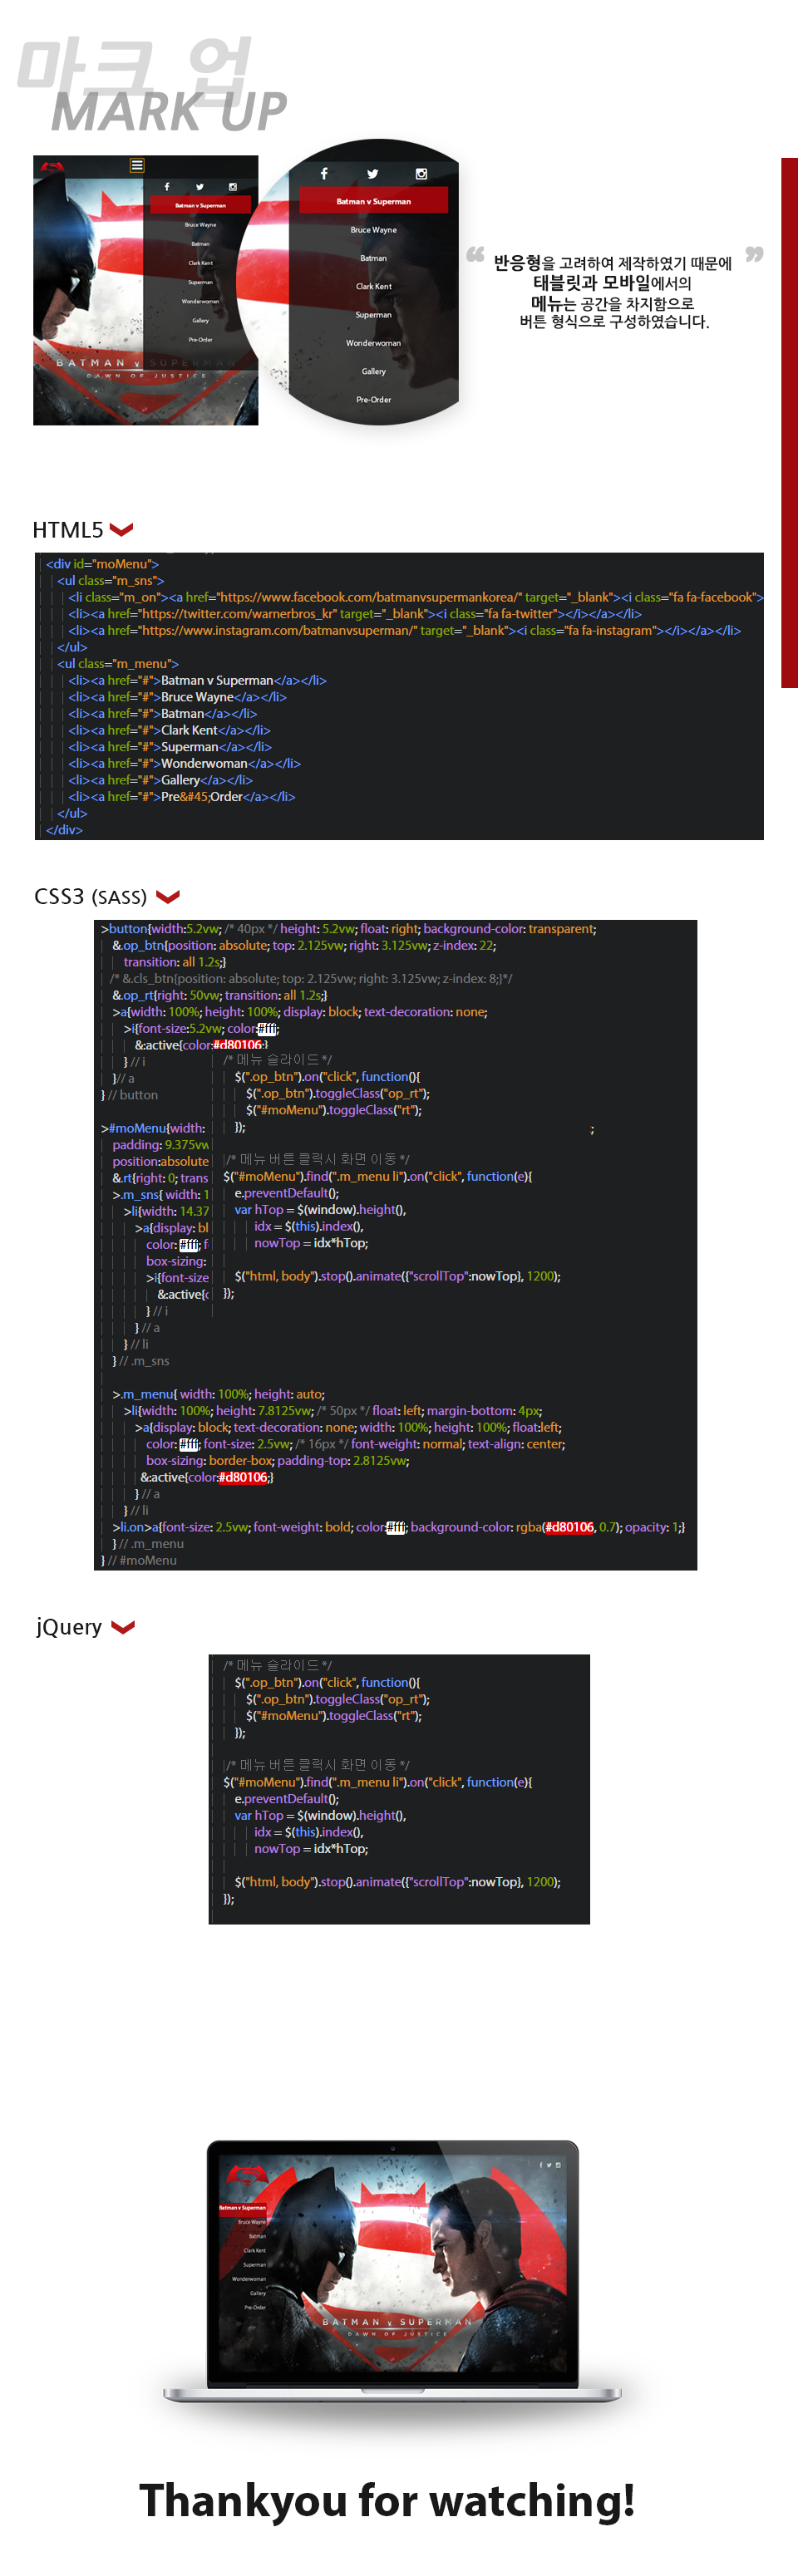 마크 업
MARK UP
Batman v Superman
Bruce Wayne
Batman
Clark Kent
Superman
Wonderwoman
Gallery
Pre-Order
BATMAN v SUPERMAN
DAWN OF JUSTICE
Batman v Superman
Bruce Wayne
Batman
Clark Kent
Superman
Wonderwoman
Gallery
Pre-Order
“ 반응형을 고려하여 제작하였기 때문에 ”
태블릿과 모바일에서의
메뉴는 공간을 차지함으로
버튼 형식으로 구성하였습니다.
HTML5
<div id="moMenu">
<ul class="m_sns">
<li class="m_on"><a href="https://www.facebook.com/batmanvsupermankorea/" target="_blank"><i class="fa fa-facebook">
<li><a href="https://twitter.com/warnerbros_kr" target="_blank"><i class="fa fa-twitter"></i></a></li>
<li><a href="https://www.instagram.com/batmanvsuperman/" target="_blank"><i class="fa fa-instagram"></i></a></li>
</ul>
<ul class="m_menu">
<li><a href="#">Batman v Superman</a></li>
<li><a href="#">Bruce Wayne</a></li>
<li><a href="#">Batman</a></li>
<li><a href="#">Clark Kent</a></li>
<li><a href="#">Superman</a></li>
<li><a href="#">Wonderwoman</a></li>
<li><a href="#">Gallery</a></li>
<li><a href="#">Pre&#45;Order</a></li>
</ul>
</div>
CSS3 (SASS)
>button{width:5.2vw; /* 40px */ height: 5.2vw; float: right; background-color: transparent;
&.op_btn{position: absolute; top: 2.125vw; right: 3.125vw; z-index: 22;
transition: all 1.2s;}
/* &.cls_btn{position: absolute; top: 2.125vw; right: 3.125vw; z-index: 8;}*/
&.op_rt{right: 50vw; transition: all 1.2s;}
>a{width: 100%; height: 100%; display: block; text-decoration: none;
>i{font-size:5.2vw; color:#fff;
&:active{color:#d80106;}
} // i
}// a
} // button
>#moMenu{width:
;
padding: 9.375vw
position:absolute
&.rt{right: 0; trans
>.m_sns{ width: 1
>li{width: 14.37
>a{display: bl
color: #fff; f
box-sizing:
>i{font-size
&:active{c
} // i
} // a
} // li
} // .m_sns
/* 메뉴 슬라이드 */
$(".op_btn").on("click", function(){
$(".op_btn").toggleClass("op_rt");
$("#moMenu").toggleClass("rt");
});
/* 메뉴 버튼 클릭시 화면 이동 */
$("#moMenu").find(".m_menu li").on("click", function(e){
e.preventDefault();
var hTop = $(window).height(),
idx = $(this).index(),
nowTop = idx*hTop;
$("html, body").stop().animate({"scrollTop":nowTop}, 1200);
});
>.m_menu{ width: 100%; height: auto;
>li{width: 100%; height: 7.8125vw; /* 50px */ float: left; margin-bottom: 4px;
>a{display: block; text-decoration: none; width: 100%; height: 100%; float:left;
color: #fff; font-size: 2.5vw; /* 16px */ font-weight: normal; text-align: center;
box-sizing: border-box; padding-top: 2.8125vw;
&:active{color:#d80106;}
} // a
} // li
>li.on>a{font-size: 2.5vw; font-weight: bold; color:#fff; background-color: rgba(#d80106, 0.7); opacity: 1;}
} // .m_menu
} // #moMenu
jQuery
/* 메뉴 슬라이드 */
$(".op_btn").on("click", function(){
$(".op_btn").toggleClass("op_rt");
$("#moMenu").toggleClass("rt");
});
/* 메뉴 버튼 클릭시 화면 이동 */
$("#moMenu").find(".m_menu li").on("click", function(e){
e.preventDefault();
var hTop = $(window).height(),
idx = $(this).index(),
nowTop = idx*hTop;
$("html, body").stop().animate({"scrollTop":nowTop}, 1200);
});
Batman v Superman
Bruce Wayne
Batman
Clark Kent
Superman
Wonderwoman
Gallery
Pre-Order
BATMAN v SUPERMAN
DAWN OF JUSTICE
Thankyou for watching!